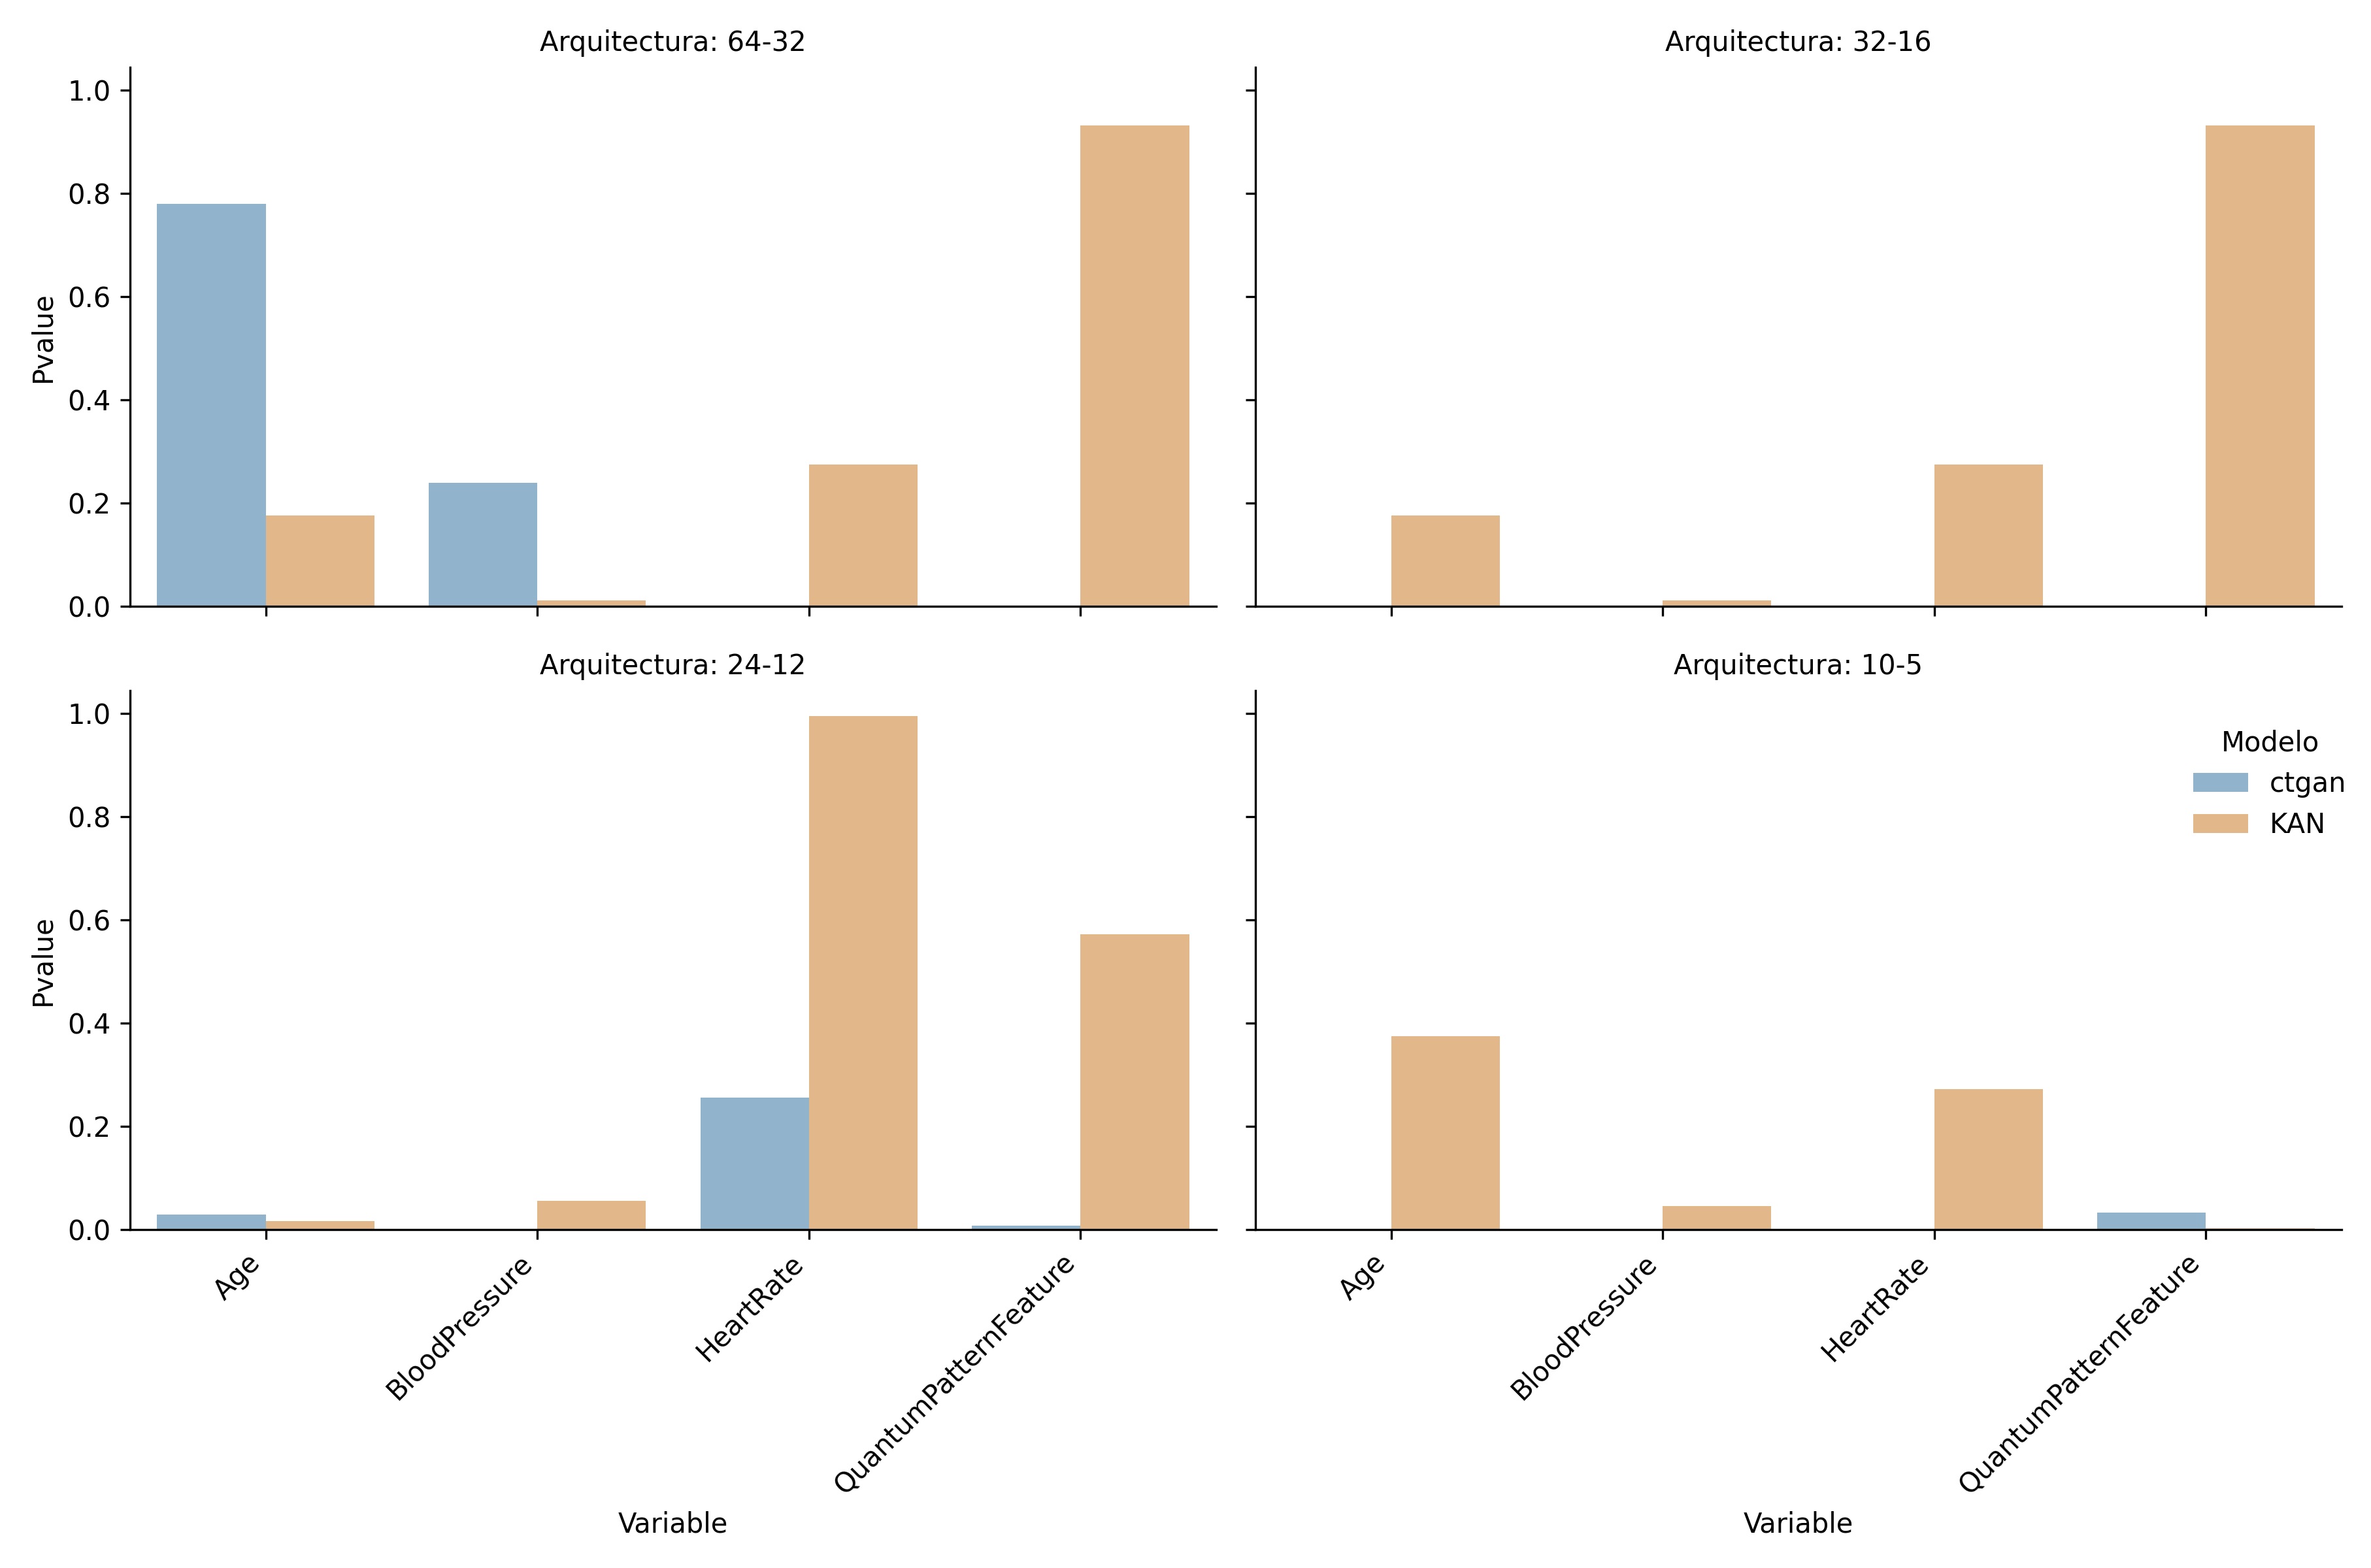 Arquitectura: 64-32
Arquitectura: 32-16
1.0
0.8
0.6
0.4
0.2
0.0
Pvalue
Arquitectura: 24-12
Arquitectura: 10-5
1.0
0.8
0.6
0.4
0.2
0.0
Pvalue
Modelo
ctgan
KAN
Age
BloodPressure
HeartRate
QuantumPatternFeature
Variable
Age
BloodPressure
HeartRate
QuantumPatternFeature
Variable